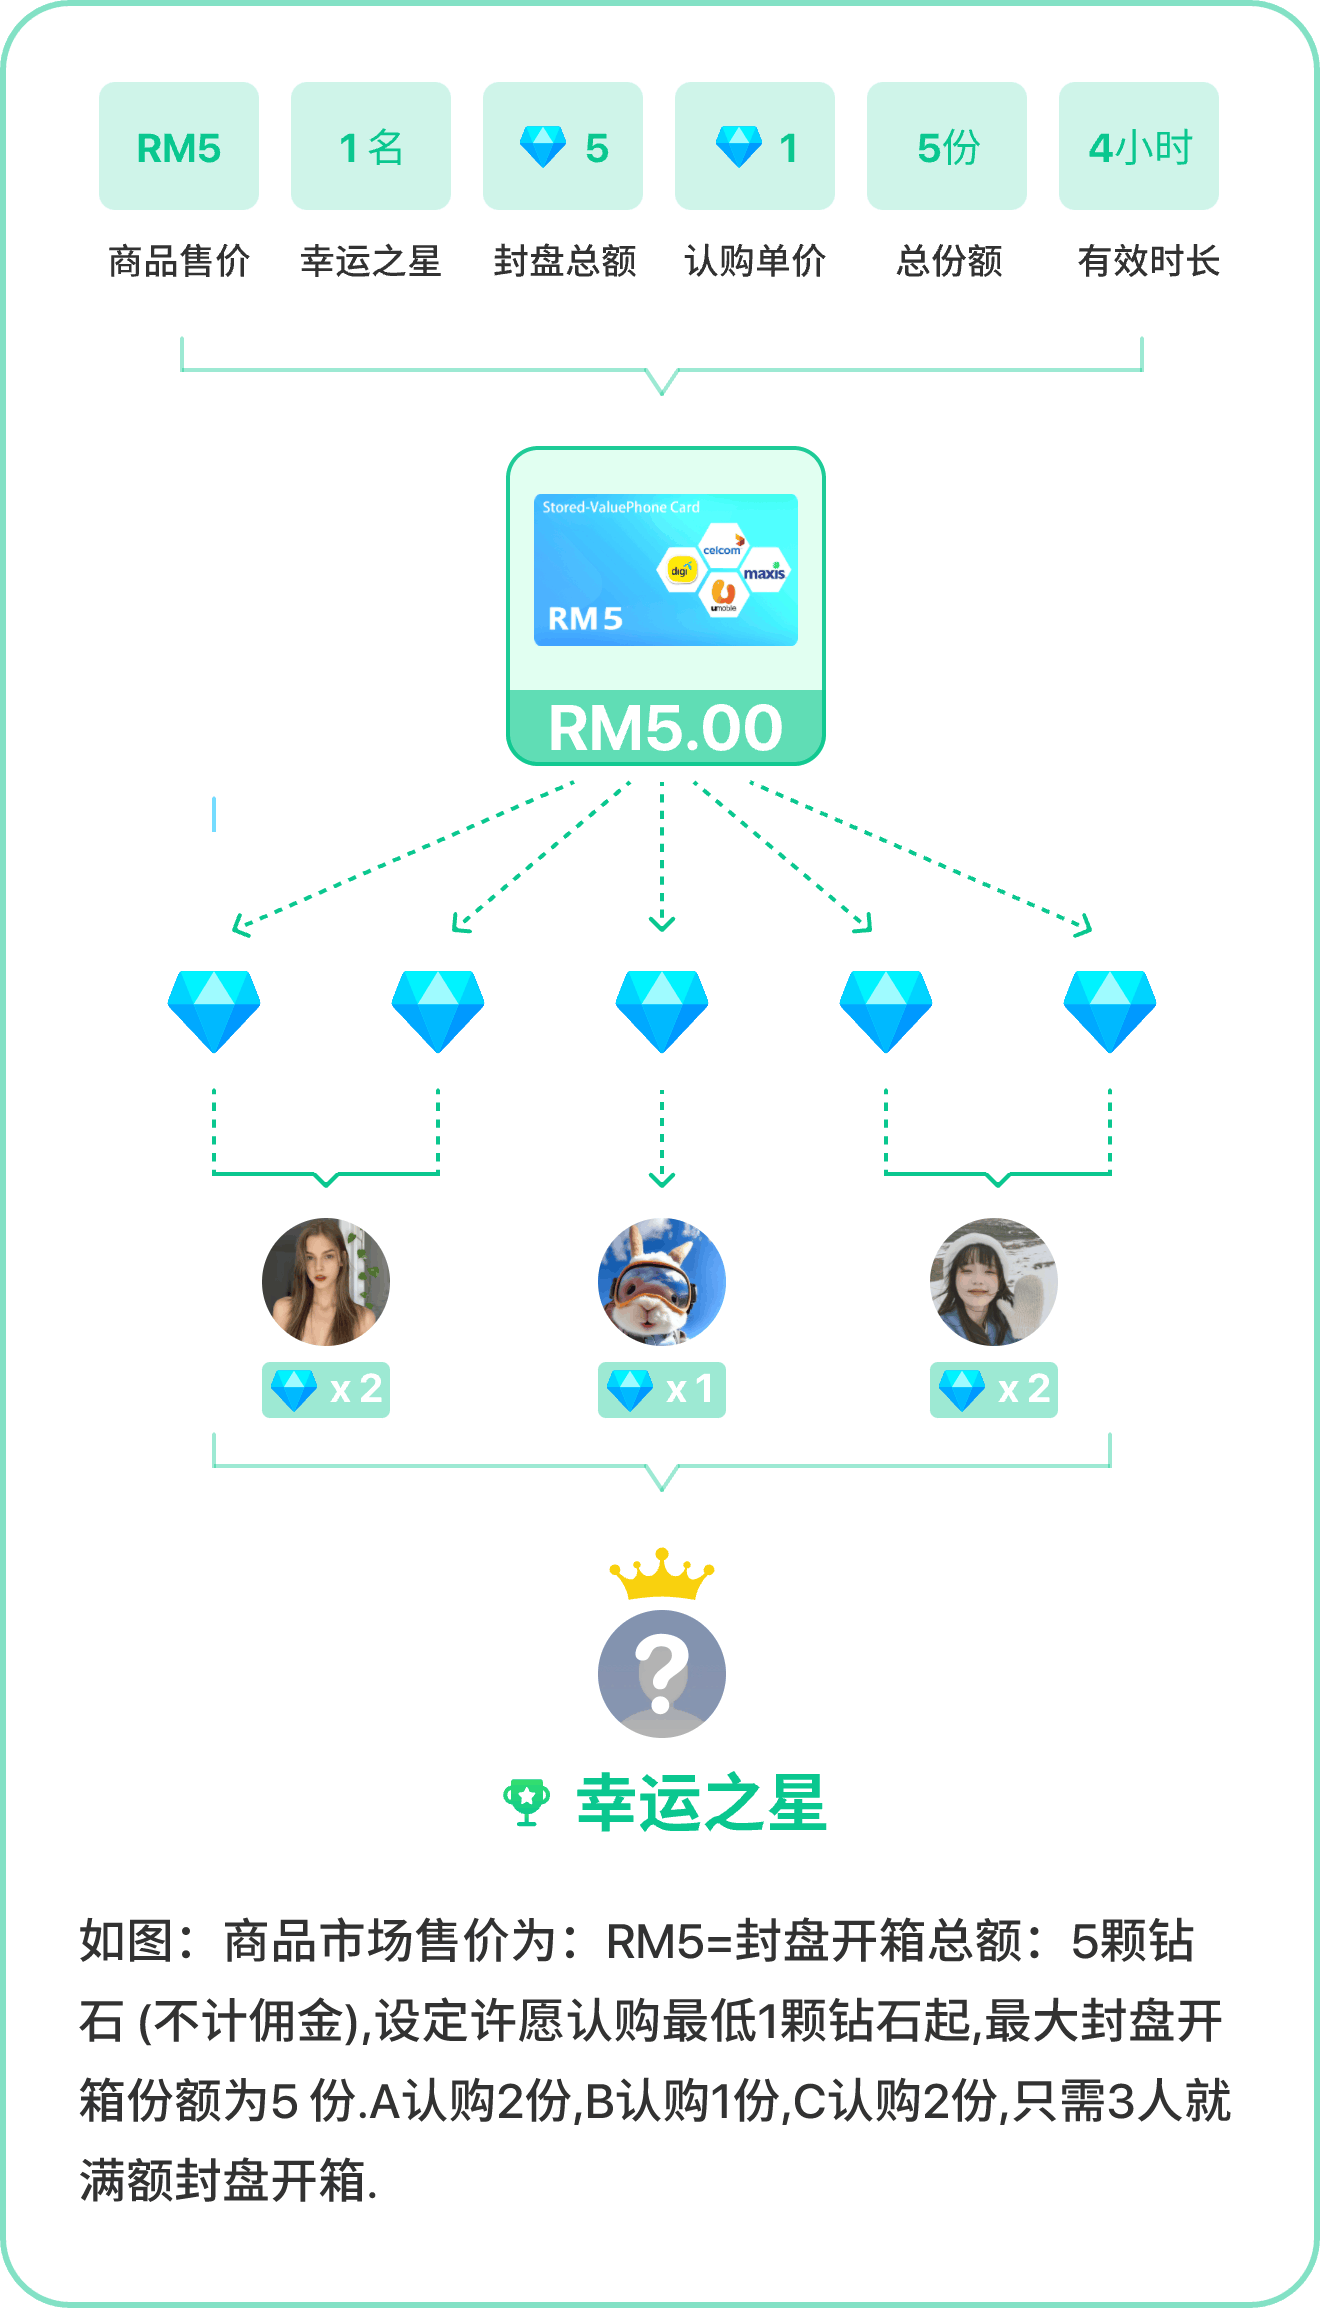 RM5
1 名
5
1
5份
4小时
商品售价
幸运之星
封盘总额
认购单价
总份额
有效时长
Stored-ValuePhone Card
celcom
digi
maxis
umobile
RM5
RM5.00
x 2
x 1
x 2
?
幸运之星
如图：商品市场售价为：RM5=封盘开箱总额：5颗钻
石 (不计佣金),设定许愿认购最低1颗钻石起,最大封盘开
箱份额为5 份.A认购2份,B认购1份,C认购2份,只需3人就
满额封盘开箱.